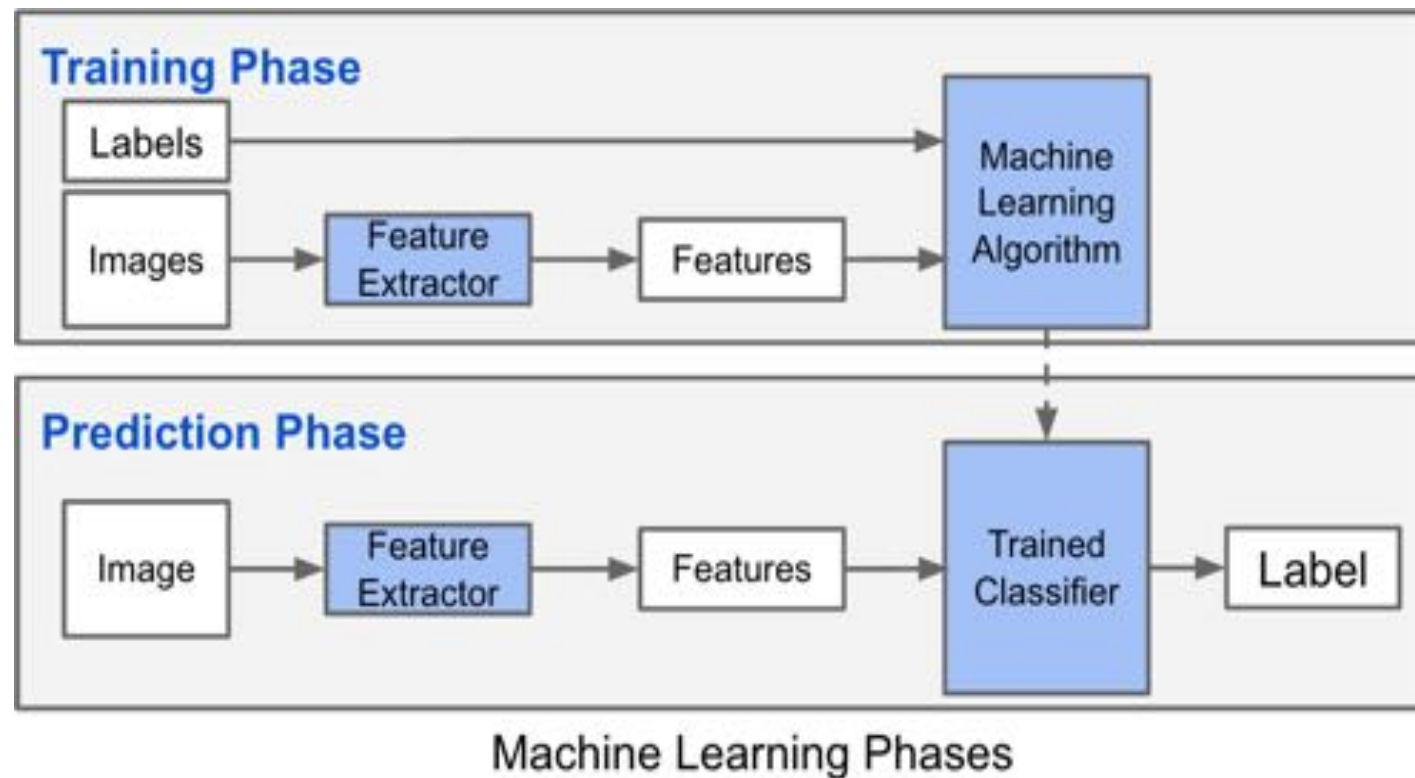 Training Phase
Labels
Images
Feature
Extractor
Features
Machine
Learning
Algorithm
Prediction Phase
Image
Feature
Extractor
Features
Trained
Classifier
Label
Machine Learning Phases